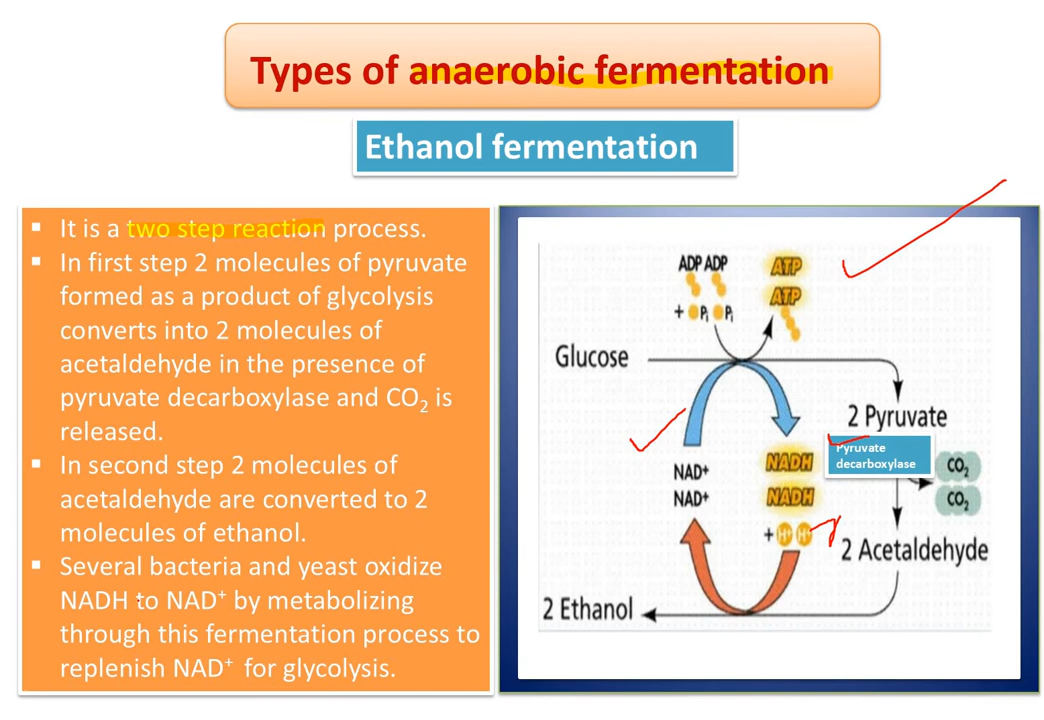 Types of anaerobic fermentation
Ethanol fermentation
▪ It is a two step reaction process.
▪ In first step 2 molecules of pyruvate
formed as a product of glycolysis
converts into 2 molecules of
acetaldehyde in the presence of
pyruvate decarboxylase and CO₂ is
released.
▪ In second step 2 molecules of
acetaldehyde are converted to 2
molecules of ethanol.
▪ Several bacteria and yeast oxidize
NADH to NAD⁺ by metabolizing
through this fermentation process to
replenish NAD⁺ for glycolysis.
ADP ADP
ATP
ATP
+ Pi Pi
Glucose
2 Pyruvate
Pyruvate
decarboxylase
CO₂
CO₂
NAD+
NAD+
NADH
NADH
+ H+ H+
2 Acetaldehyde
2 Ethanol